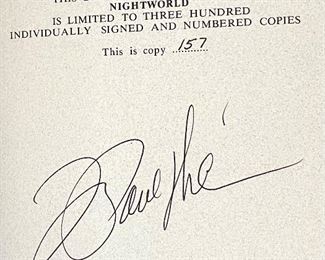 NIGHTWORLD
IS LIMITED TO THREE HUNDRED
INDIVIDUALLY SIGNED AND NUMBERED COPIES
This is copy 157